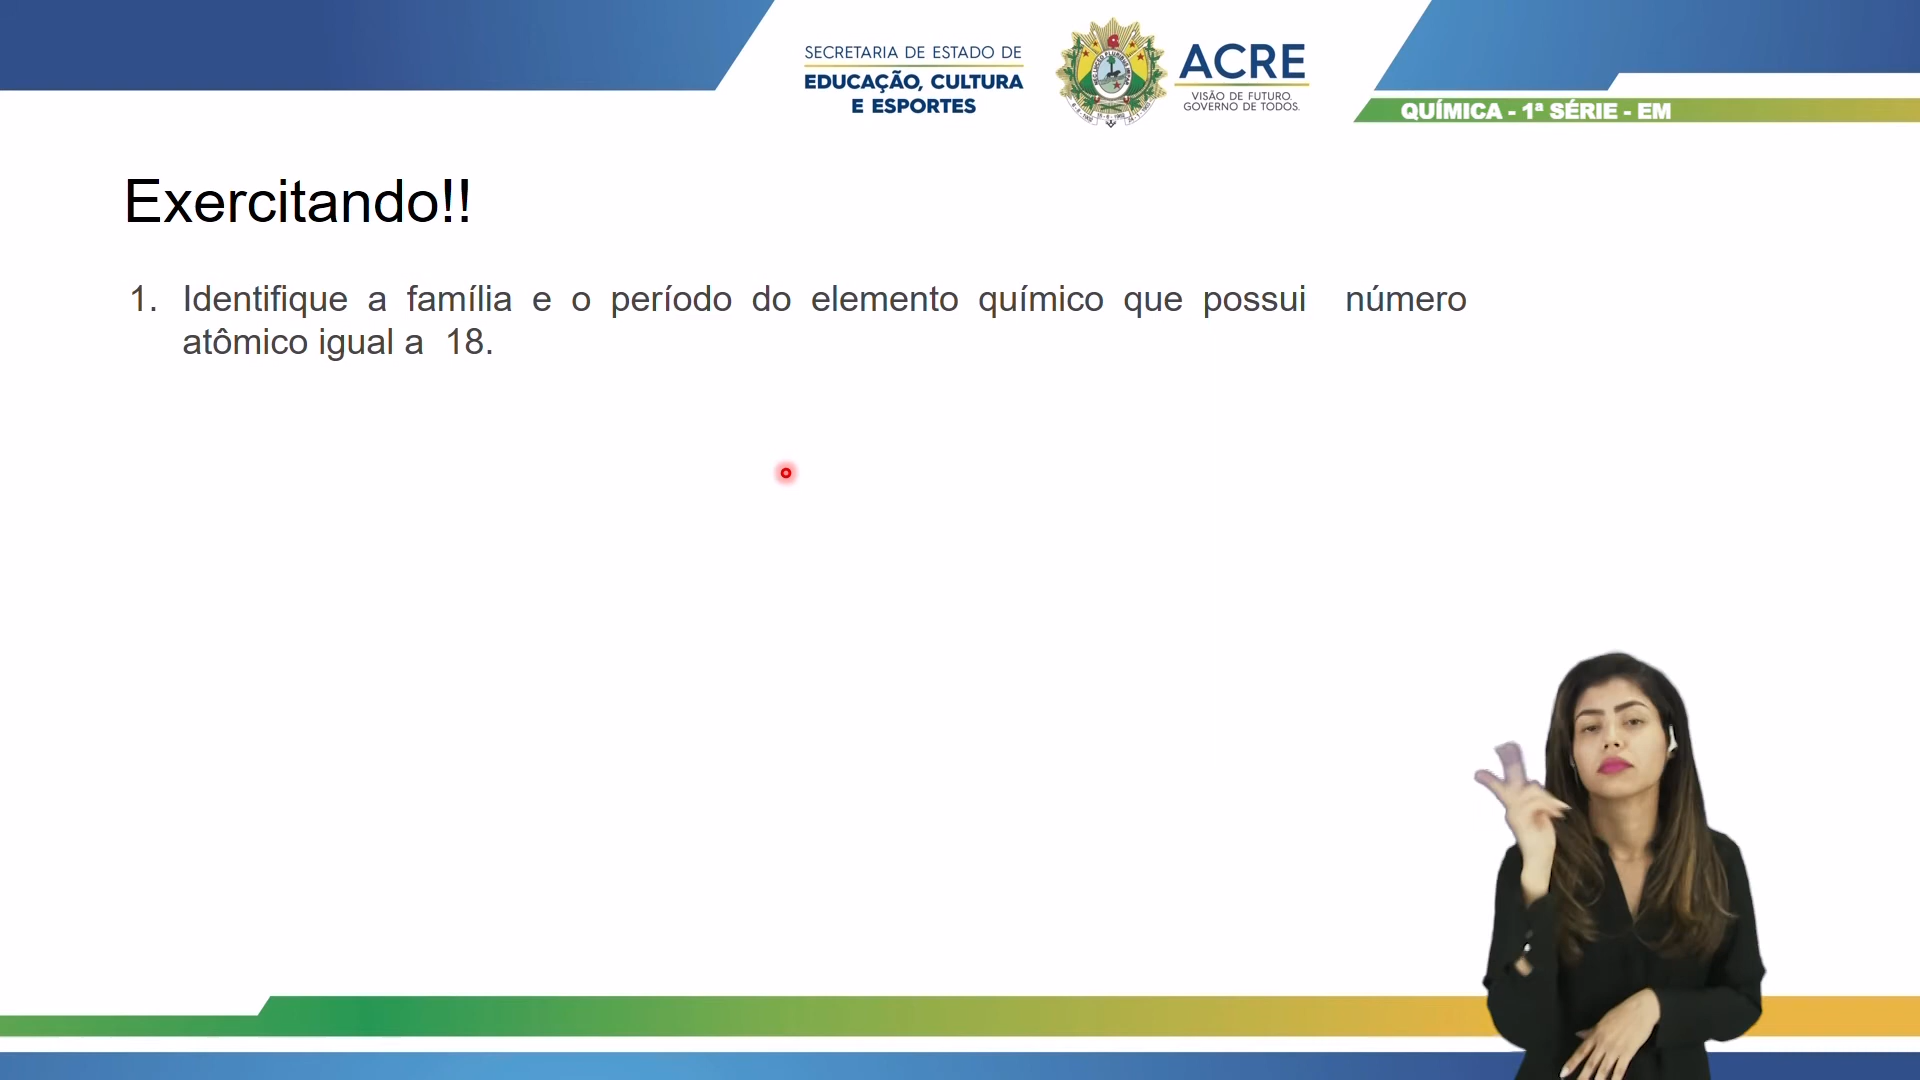 SECRETARIA DE ESTADO DE
EDUCAÇÃO, CULTURA
E ESPORTES
ACRE
VISÃO DE FUTURO.
GOVERNO DE TODOS.
QUÍMICA - 1ª SÉRIE - EM
Exercitando!!
1. Identifique a família e o período do elemento químico que possui número
atômico igual a 18.